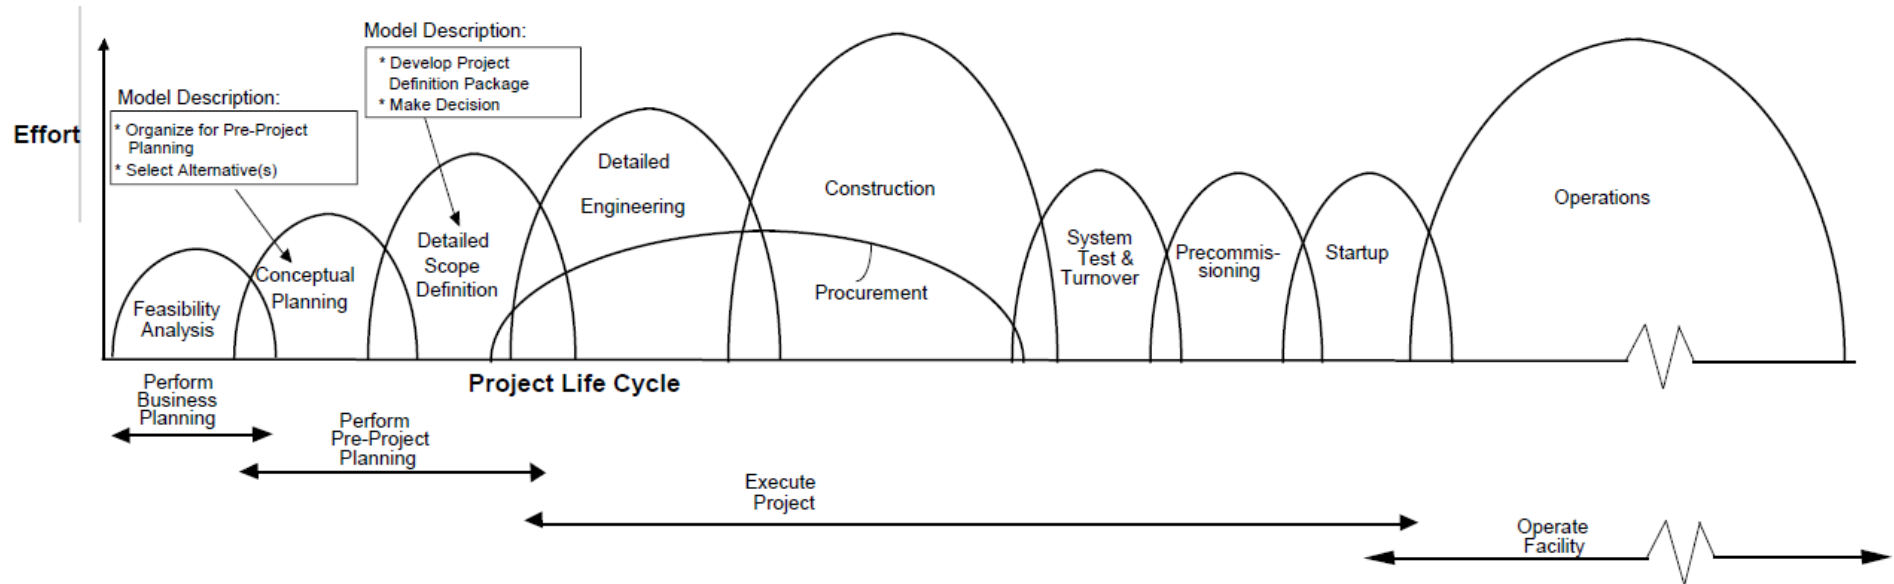 Model Description:
* Develop Project
Definition Package
* Make Decision
Model Description:
* Organize for Pre-Project
Planning
* Select Alternative(s)
Effort
Feasibility
Analysis
Conceptual
Planning
Detailed
Scope
Definition
Detailed
Engineering
Construction
Procurement
System
Test &
Turnover
Precommis-
sioning
Startup
Operations
Project Life Cycle
Perform
Business
Planning
Perform
Pre-Project
Planning
Execute
Project
Operate
Facility